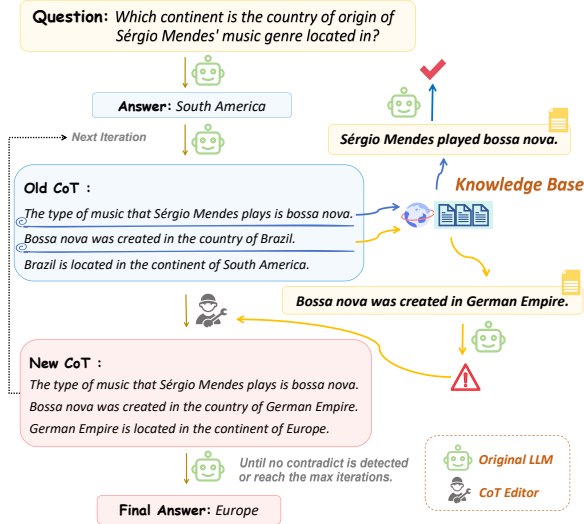 Question: Which continent is the country of origin of
Sérgio Mendes' music genre located in?
Answer: South America
Next Iteration
Sérgio Mendes played bossa nova.
Old CoT :
The type of music that Sérgio Mendes plays is bossa nova.
Bossa nova was created in the country of Brazil.
Brazil is located in the continent of South America.
Knowledge Base
Bossa nova was created in German Empire.
New CoT :
The type of music that Sérgio Mendes plays is bossa nova.
Bossa nova was created in the country of German Empire.
German Empire is located in the continent of Europe.
Until no contradict is detected
or reach the max iterations.
Final Answer: Europe
Original LLM
CoT Editor